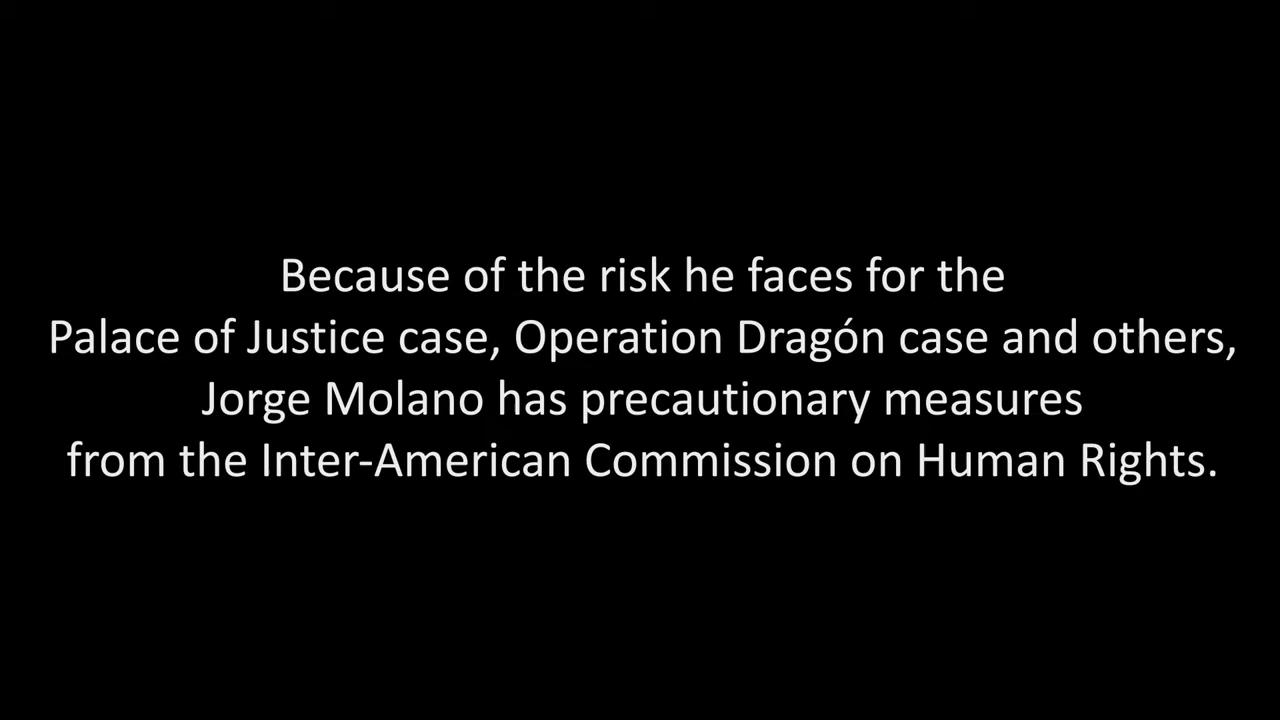 Because of the risk he faces for the
Palace of Justice case, Operation Dragón case and others,
Jorge Molano has precautionary measures
from the Inter-American Commission on Human Rights.